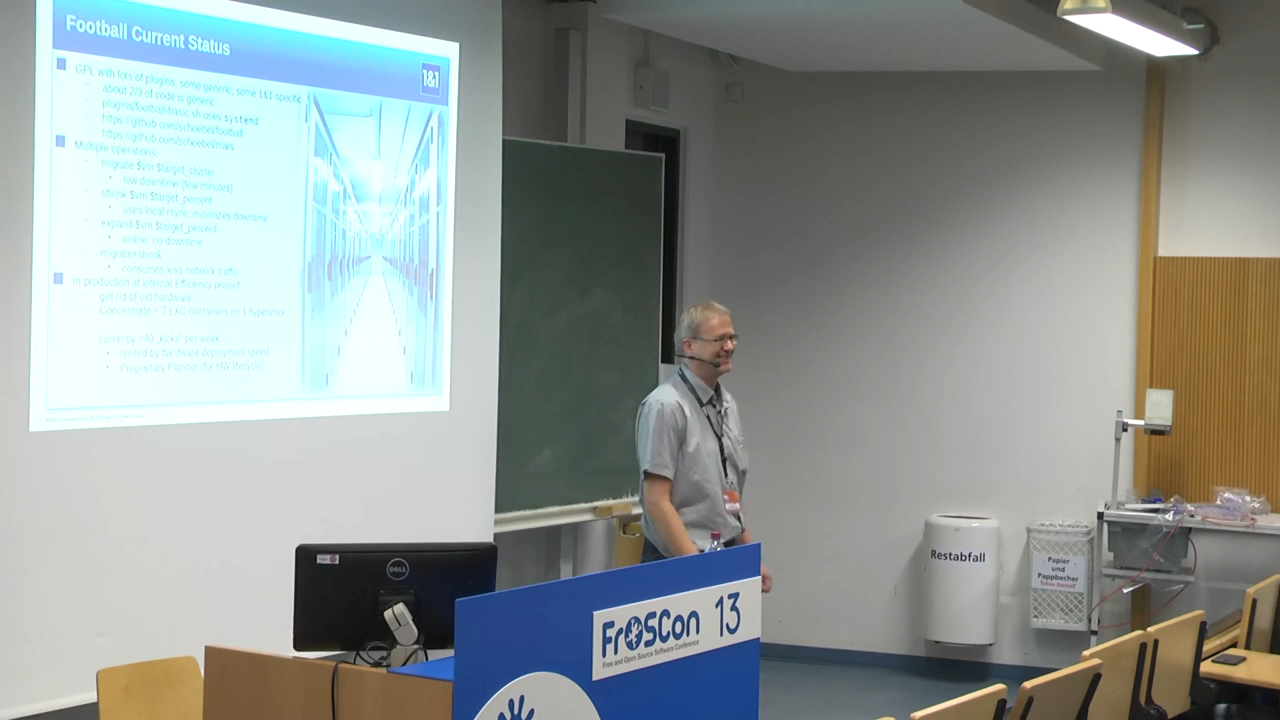 Football Current Status
1&1
GPL with lots of plugins, some generic, some 1&1-specific
about 2/3 of code is generic
plugins/football-basic.sh uses systemd
https://github.com/schoebel/football
https://github.com/schoebel/mars
Multiple operations:
migrate $vm $target_cluster
low downtime (few minutes)
shrink $vm $target_percent
uses local rsync, minimizes downtime
expand $vm $target_percent
online, no downtime
migrate+shrink
consumes less network traffic
In production at Internal Efficiency project
get rid of old hardware
Concentrate ~ 7 LXC containers on 1 hypervisor
currently >40 „kicks" per week
limited by hardware deployment speed
Proprietary Planner (for HW lifecycle)
DELL
FrOSCon 13
Free and Open Source Software Conference
Restabfall
Papier
und
Pappbecher